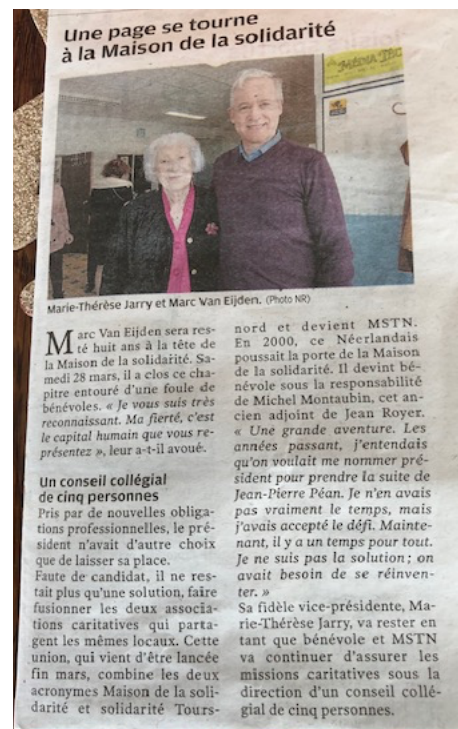 Une page se tourne
à la Maison de la solidarité
Marie-Thérèse Jarry et Marc Van Eijden. (Photo NR)
Marc Van Eijden sera res-
té huit ans à la tête de
la Maison de la solidarité. Sa-
medi 28 mars, il a clos ce cha-
pitre entouré d'une foule de
bénévoles. « Je vous suis très
reconnaissant. Ma fierté, c'est
le capital humain que vous re-
présentez », leur a-t-il avoué.
Un conseil collégial
de cinq personnes
Pris par de nouvelles obliga-
tions professionnelles, le pré-
sident n'avait d'autre choix
que de laisser sa place.
Faute de candidat, il ne res-
tait plus qu'une solution, faire
fusionner les deux associa-
tions caritatives qui parta-
gent les mêmes locaux. Cette
union, qui vient d'être lancée
fin mars, combine les deux
acronymes Maison de la soli-
darité et solidarité Tours-
nord et devient MSTN.
En 2000, ce Néerlandais
poussait la porte de la Maison
de la solidarité. Il devint bé-
névole sous la responsabilité
de Michel Montaubin, cet an-
cien adjoint de Jean Royer.
« Une grande aventure. Les
années passant, j'entendais
qu'on voulait me nommer pré-
sident pour prendre la suite de
Jean-Pierre Péan. Je n'en avais
pas vraiment le temps, mais
j'avais accepté le défi. Mainte-
nant, il y a un temps pour tout.
Je ne suis pas la solution ; on
avait besoin de se réinven-
ter. »
Sa fidèle vice-présidente, Ma-
rie-Thérèse Jarry, va rester en
tant que bénévole et MSTN
va continuer d'assurer les
missions caritatives sous la
direction d'un conseil collé-
gial de cinq personnes.